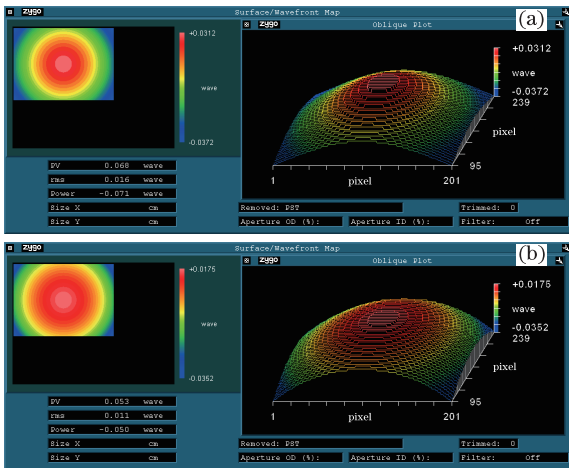 zygo Surface/Wavefront Map (a)
+0.0312
wave
-0.0372
PV 0.068 wave
rms 0.016 wave
Power -0.071 wave
Size X cm
Size Y cm
zygo Oblique Plot
+0.0312
wave
-0.0372
239
pixel
95
1 pixel 201
Removed: PST Trimmed: 0
Aperture OD (%): Aperture ID (%): Filter: Off
zygo Surface/Wavefront Map (b)
+0.0175
wave
-0.0352
PV 0.053 wave
rms 0.011 wave
Power -0.050 wave
Size X cm
Size Y cm
zygo Oblique Plot
+0.0175
wave
-0.0352
239
pixel
95
1 pixel 201
Removed: PST Trimmed: 0
Aperture OD (%): Aperture ID (%): Filter: Off